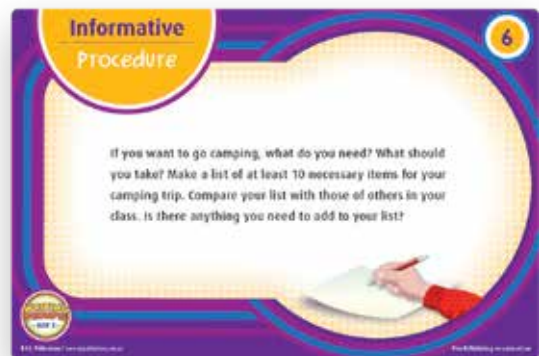 Informative
Procedure
6
If you want to go camping, what do you need? What should
you take? Make a list of at least 10 necessary items for your
camping trip. Compare your list with those of others in your
class. Is there anything you need to add to your list?